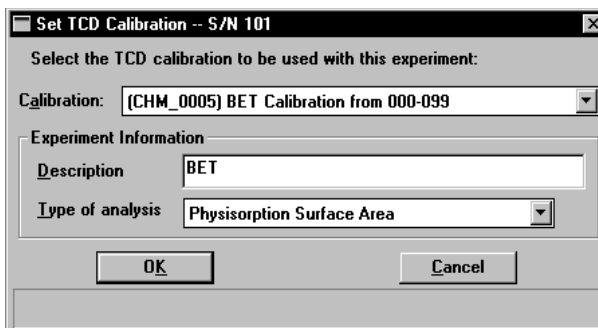 Set TCD Calibration -- S/N 101
Select the TCD calibration to be used with this experiment:
Calibration: (CHM_0005) BET Calibration from 000-099
Experiment Information
Description BET
Type of analysis Physisorption Surface Area
OK Cancel